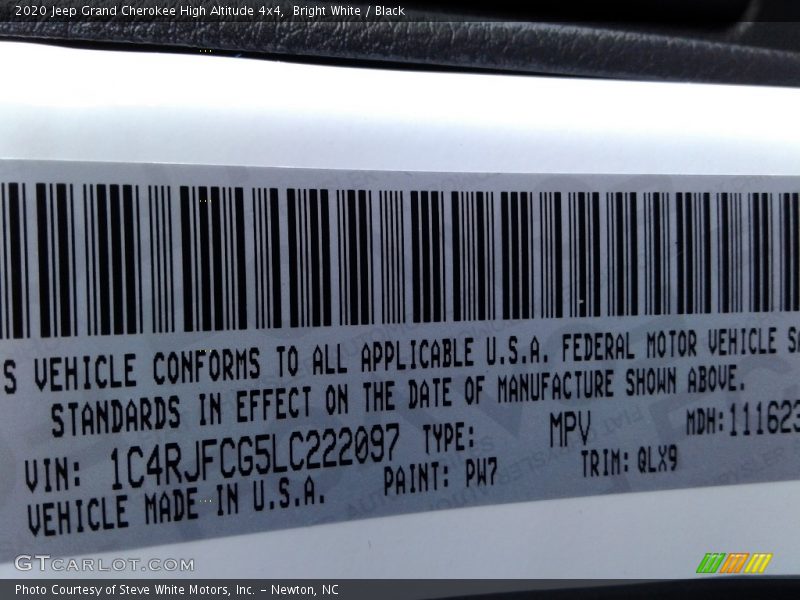 2020 Jeep Grand Cherokee High Altitude 4x4, Bright White / Black
S VEHICLE CONFORMS TO ALL APPLICABLE U.S.A. FEDERAL MOTOR VEHICLE SA
STANDARDS IN EFFECT ON THE DATE OF MANUFACTURE SHOWN ABOVE.
VIN: 1C4RJFCG5LC222097 TYPE: MPV MDH: 111623
VEHICLE MADE IN U.S.A. PAINT: PW7 TRIM: QLX9
GTCARLOT.COM
Photo Courtesy of Steve White Motors, Inc. – Newton, NC